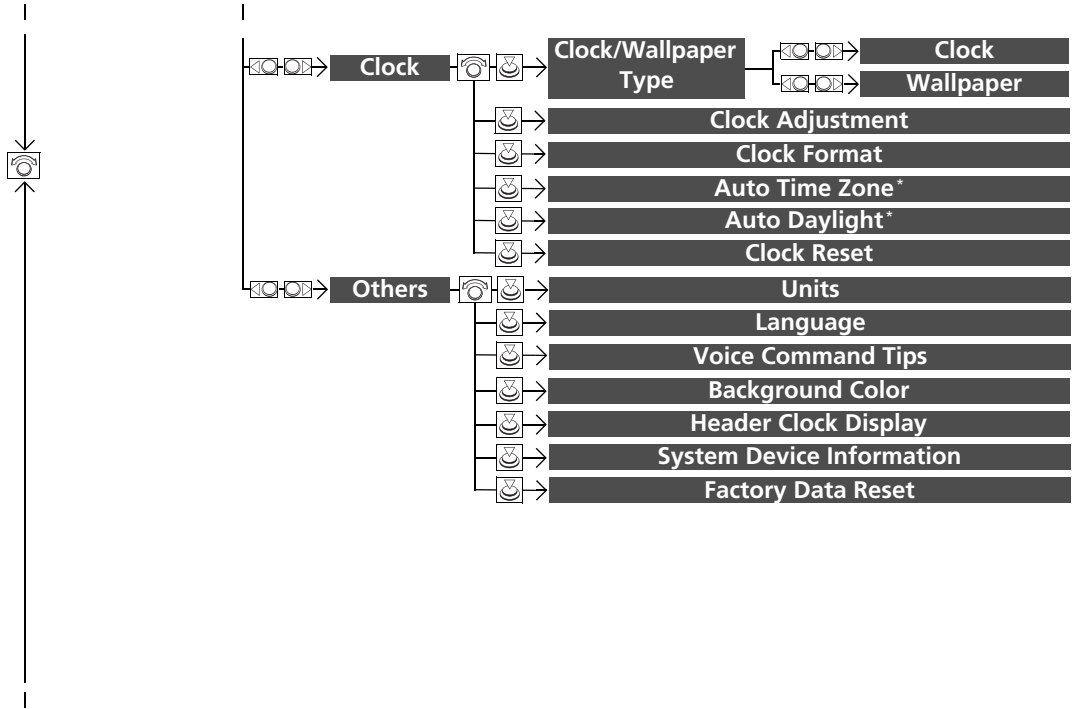 Clock
Clock/Wallpaper
Type
Clock
Wallpaper
Clock Adjustment
Clock Format
Auto Time Zone*
Auto Daylight*
Clock Reset
Others
Units
Language
Voice Command Tips
Background Color
Header Clock Display
System Device Information
Factory Data Reset